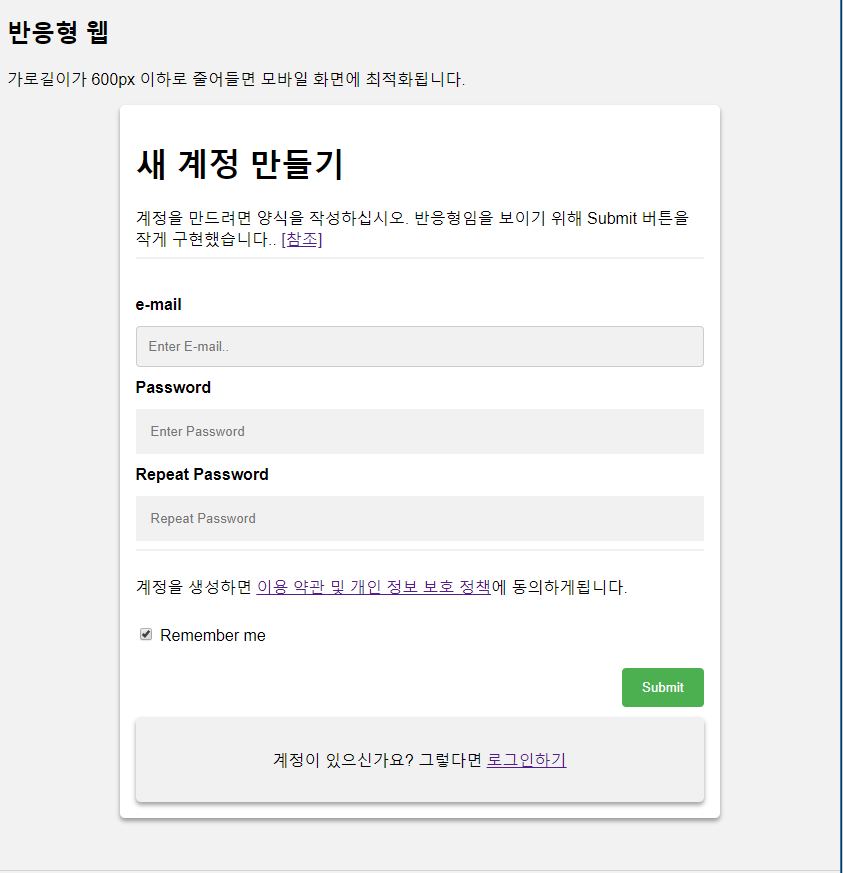 반응형 웹
가로길이가 600px 이하로 줄어들면 모바일 화면에 최적화됩니다.
새 계정 만들기
계정을 만드려면 양식을 작성하십시오. 반응형임을 보이기 위해 Submit 버튼을
작게 구현했습니다.. [참조]
e-mail
Enter E-mail..
Password
Enter Password
Repeat Password
Repeat Password
계정을 생성하면 이용 약관 및 개인 정보 보호 정책에 동의하게됩니다.
Remember me
Submit
계정이 있으신가요? 그렇다면 로그인하기